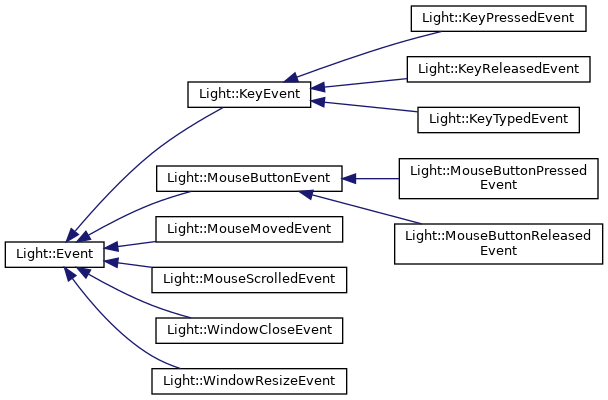 Light::KeyPressedEvent
Light::KeyReleasedEvent
Light::KeyEvent
Light::KeyTypedEvent
Light::MouseButtonEvent
Light::MouseButtonPressed
Event
Light::MouseMovedEvent
Light::MouseButtonReleased
Event
Light::Event
Light::MouseScrolledEvent
Light::WindowCloseEvent
Light::WindowResizeEvent